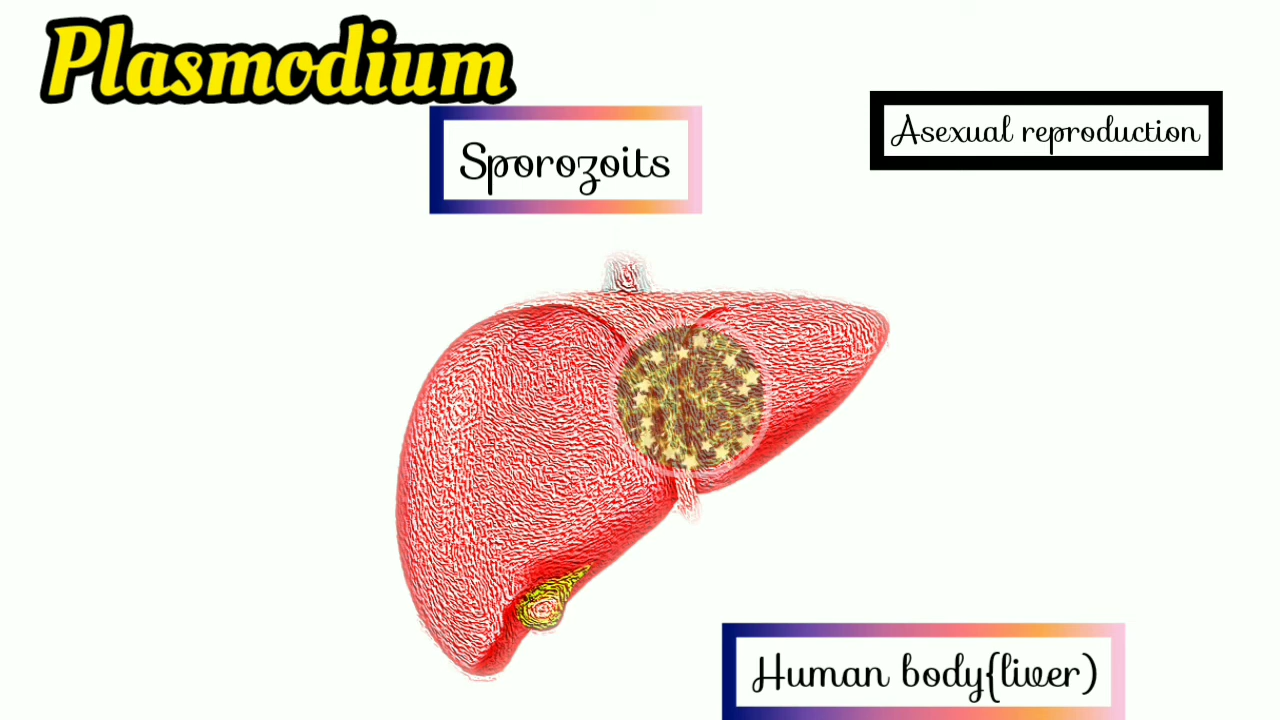 Plasmodium
Sporozoits
Asexual reproduction
Human body{liver)